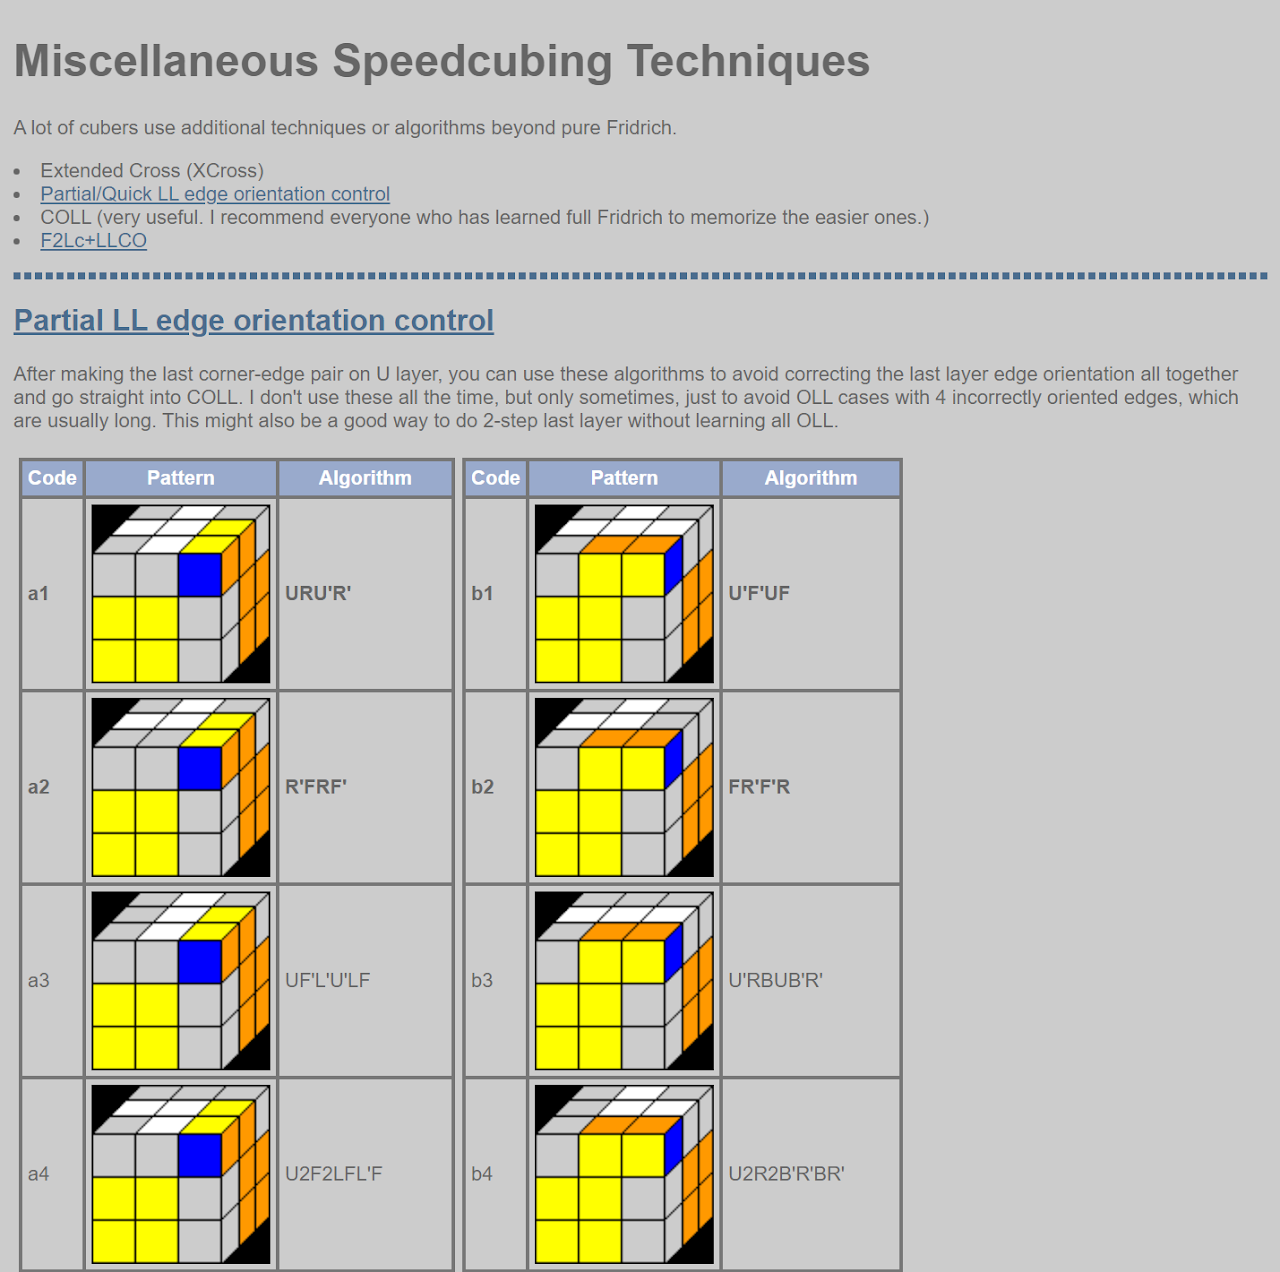 Miscellaneous Speedcubing Techniques
A lot of cubers use additional techniques or algorithms beyond pure Fridrich.
Extended Cross (XCross)
Partial/Quick LL edge orientation control
COLL (very useful. I recommend everyone who has learned full Fridrich to memorize the easier ones.)
F2Lc+LLCO
Partial LL edge orientation control
After making the last corner-edge pair on U layer, you can use these algorithms to avoid correcting the last layer edge orientation all together
and go straight into COLL. I don't use these all the time, but only sometimes, just to avoid OLL cases with 4 incorrectly oriented edges, which
are usually long. This might also be a good way to do 2-step last layer without learning all OLL.
Code Pattern Algorithm Code Pattern Algorithm
a1 URU'R' b1 U'F'UF
a2 R'FRF' b2 FR'F'R
a3 UF'L'U'LF b3 U'RBUB'R'
a4 U2F2LFL'F b4 U2R2B'R'BR'